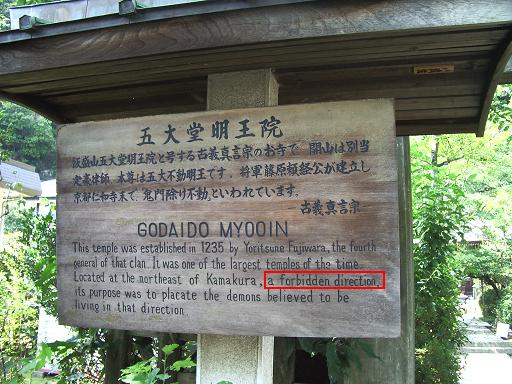 五大堂明王院
飯盛山五大堂明王院と号する古義真言宗のお寺で、開山は別当
定豪律師、本尊は五大不動明王です。将軍藤原頼経公が建立し
京都仁和寺末で、鬼門除け不動、といわれています。
古義真言宗
GODAIDO MYOOIN
This temple was established in 1235 by Yoritsune Fujiwara, the fourth
general of that clan. It was one of the largest temples of the time.
Located at the northeast of Kamakura, a forbidden direction,
its purpose was to placate the demons believed to be
living in that direction